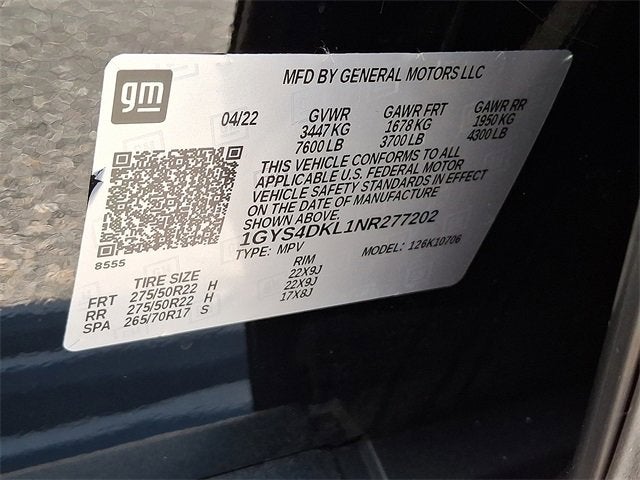 gm
MFD BY GENERAL MOTORS LLC
04/22 GVWR GAWR FRT GAWR RR
3447 KG 1678 KG 1950 KG
7600 LB 3700 LB 4300 LB
THIS VEHICLE CONFORMS TO ALL
APPLICABLE U.S. FEDERAL MOTOR
VEHICLE SAFETY STANDARDS IN EFFECT
ON THE DATE OF MANUFACTURE
SHOWN ABOVE.
1GYS4DKL1NR277202
TYPE: MPV MODEL: 126K10706
8555
TIRE SIZE RIM
FRT 275/50R22 H 22X9J
RR 275/50R22 H 22X9J
SPA 265/70R17 S 17X8J